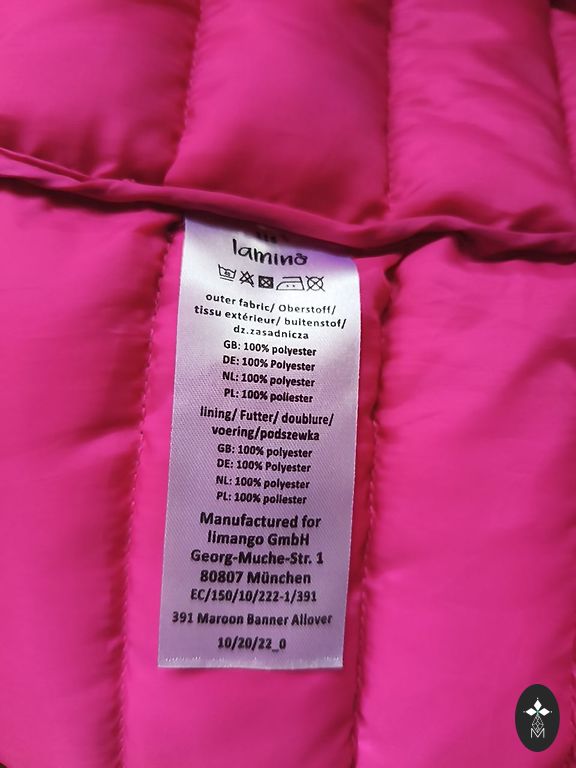 lamino
outer fabric/ Oberstoff/
tissu extérieur/ buitenstof/
dz.zasadnicza
GB: 100% polyester
DE: 100% polyester
NL: 100% polyester
PL: 100% poliester
lining/ Futter/ doublure/
voering/podszewka
GB: 100% polyester
DE: 100% Polyester
NL: 100% polyester
PL: 100% poliester
Manufactured for
limango GmbH
Georg-Muche-Str. 1
80807 München
EC/150/10/222-1/391
391 Maroon Banner Allover
10/20/22_0
M